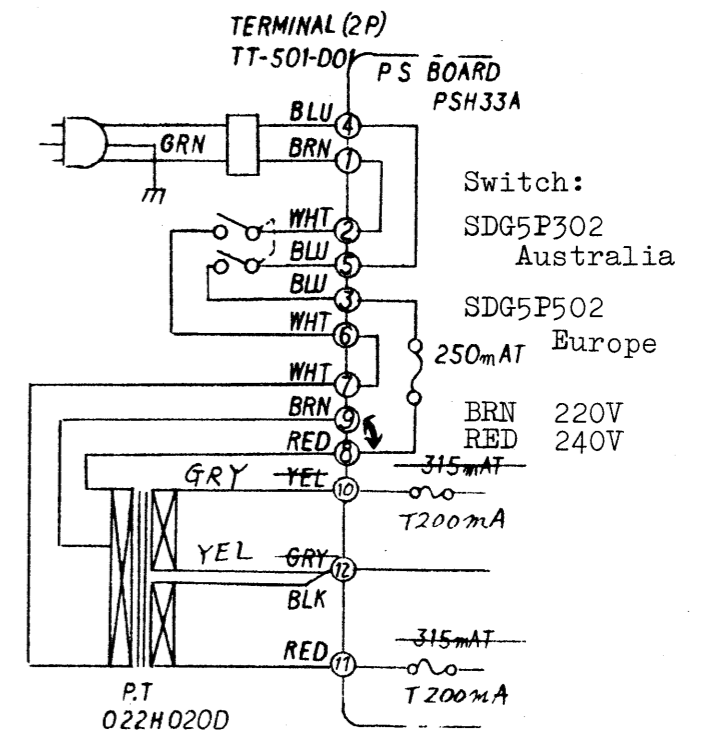 TERMINAL (2P)
TT-501-D01
PS BOARD
PSH33A
BLU 4
GRN
BRN 1
Switch:
WHT 2
SDG5P302
Australia
BLU 5
BLU 3
SDG5P502
Europe
WHT 6
250mAT
WHT 7
BRN 9
BRN 220V
RED 8
RED 240V
315mAT
GRY YEL 10
T200mA
YEL GRY 12
BLK
315mAT
RED 11
T200mA
P.T
022H020D